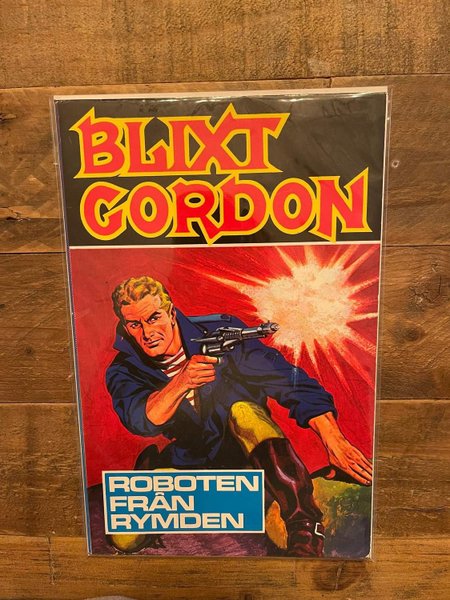 BLIXT
GORDON
ROBOTEN
FRÅN
RYMDEN